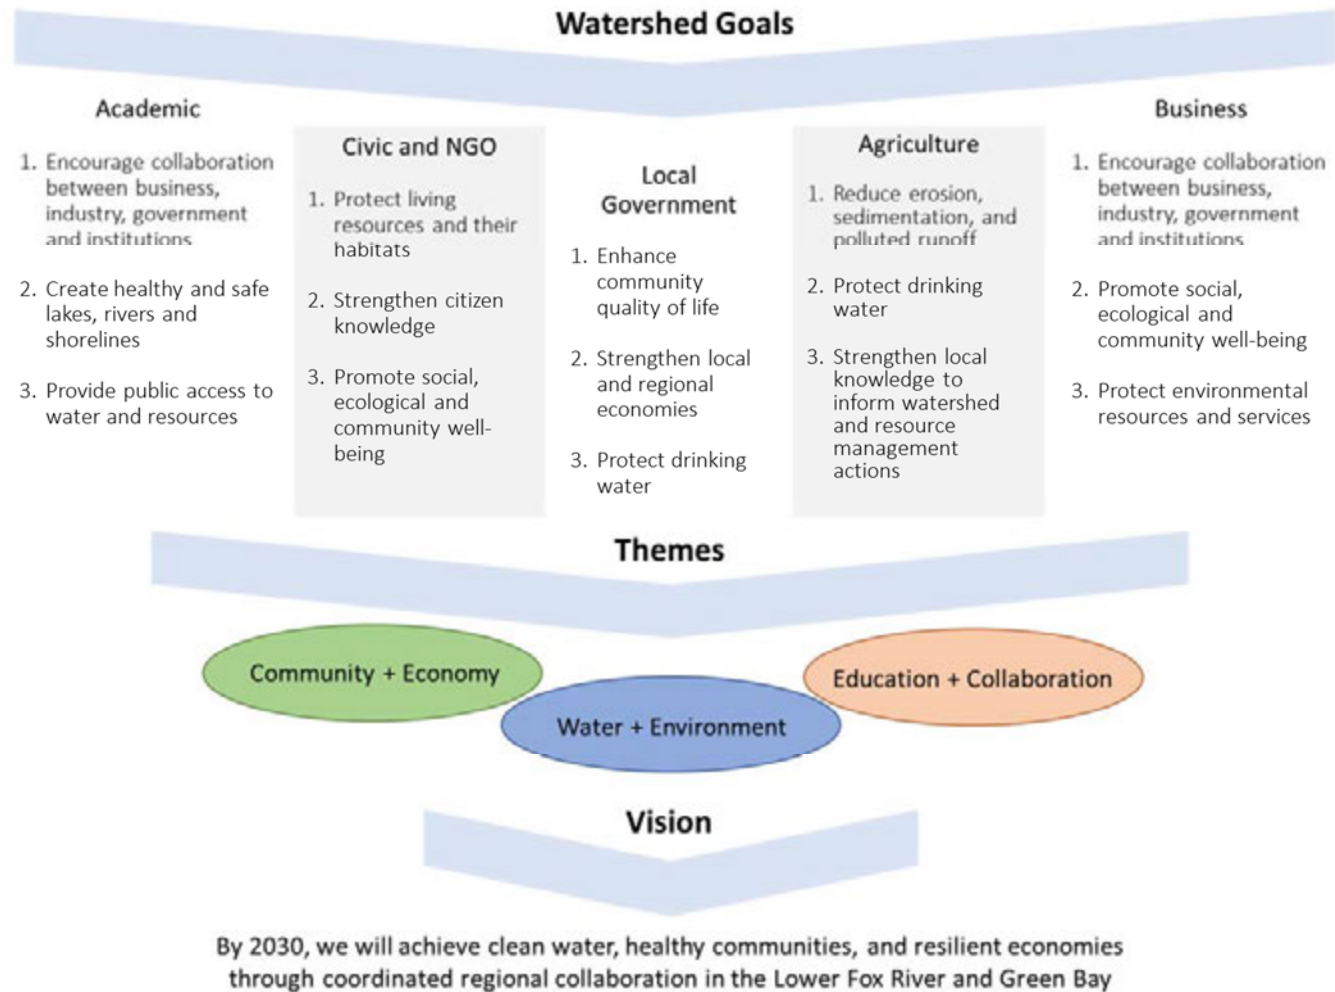 Watershed Goals
Academic
1. Encourage collaboration
between business,
industry, government
and institutions
2. Create healthy and safe
lakes, rivers and
shorelines
3. Provide public access to
water and resources
Civic and NGO
1. Protect living
resources and their
habitats
2. Strengthen citizen
knowledge
3. Promote social,
ecological and
community well-
being
Local
Government
1. Enhance
community
quality of life
2. Strengthen local
and regional
economies
3. Protect drinking
water
Agriculture
1. Reduce erosion,
sedimentation, and
polluted runoff
2. Protect drinking
water
3. Strengthen local
knowledge to
inform watershed
and resource
management
actions
Business
1. Encourage collaboration
between business,
industry, government
and institutions
2. Promote social,
ecological and
community well-being
3. Protect environmental
resources and services
Themes
Community + Economy
Water + Environment
Education + Collaboration
Vision
By 2030, we will achieve clean water, healthy communities, and resilient economies
through coordinated regional collaboration in the Lower Fox River and Green Bay